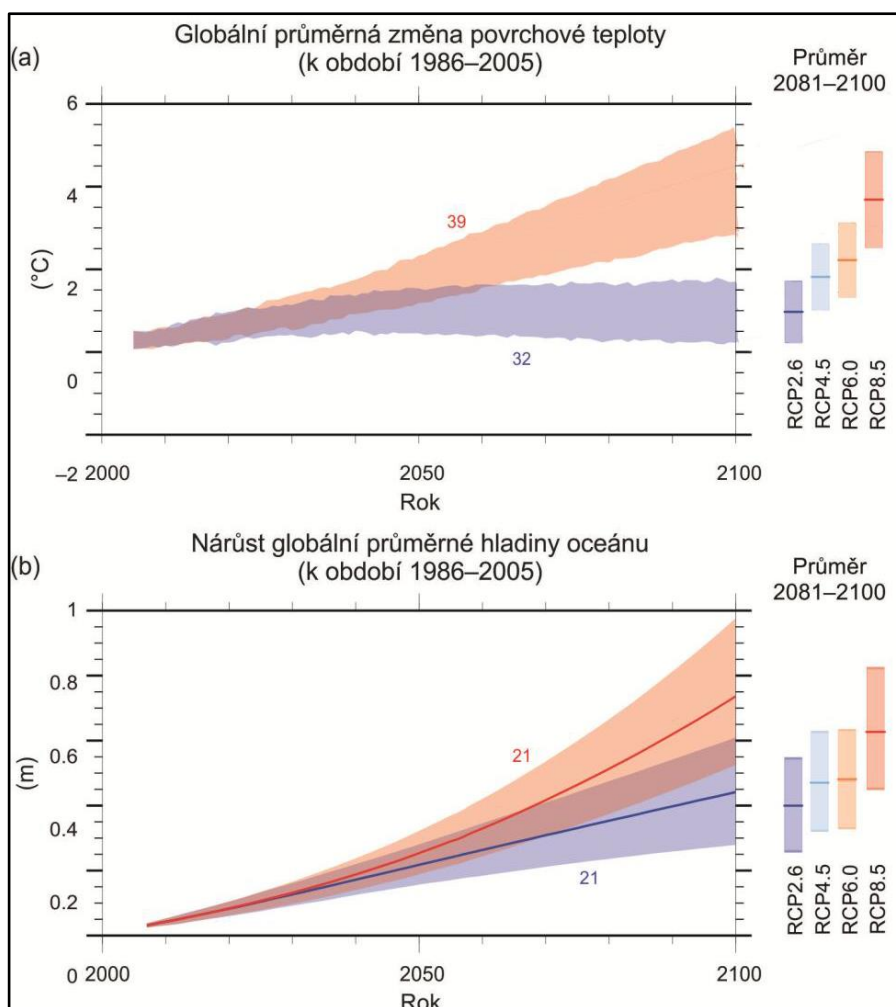 (a)
Globální průměrná změna povrchové teploty
(k období 1986–2005)
Průměr
2081–2100
6
4
2
0
–2
(°C)
39
32
2000
2050
2100
Rok
RCP2.6
RCP4.5
RCP6.0
RCP8.5
(b)
Nárůst globální průměrné hladiny oceánu
(k období 1986–2005)
Průměr
2081–2100
1
0.8
0.6
0.4
0.2
0
(m)
21
21
2000
2050
2100
Rok
RCP2.6
RCP4.5
RCP6.0
RCP8.5